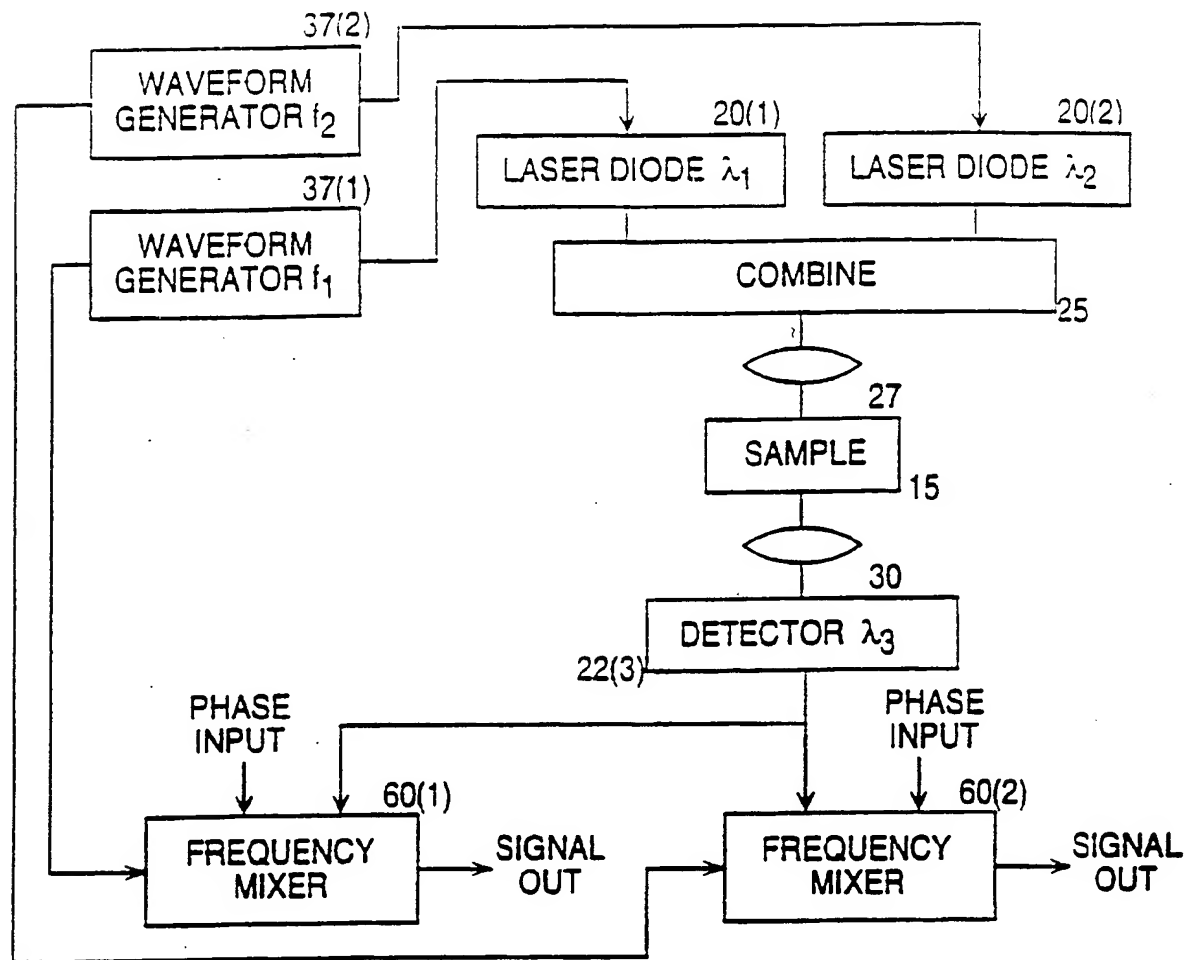 37(2)
WAVEFORM
GENERATOR f2
20(1)
20(2)
LASER DIODE λ1
LASER DIODE λ2
37(1)
WAVEFORM
GENERATOR f1
COMBINE
25
27
SAMPLE
15
30
DETECTOR λ3
22(3)
PHASE
INPUT
PHASE
INPUT
60(1)
60(2)
FREQUENCY
MIXER
SIGNAL
OUT
FREQUENCY
MIXER
SIGNAL
OUT